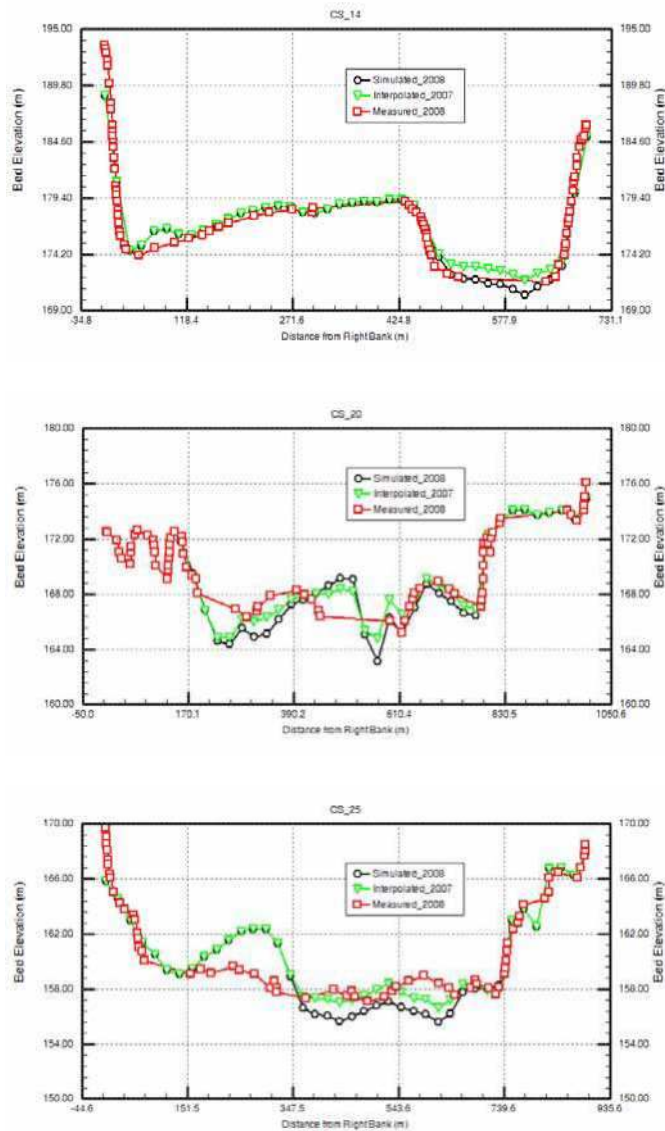 CS_14
195.00 195.00
Simulated_2008
Interpolated_2007
Measured_2008
189.80 189.80
184.60 184.60
Bed Elevation (m) Bed Elevation (m)
179.40 179.40
174.20 174.20
169.00 169.00
-34.8 118.4 271.6 424.8 577.9 731.1
Distance from Right Bank (m)
CS_20
180.00 180.00
Simulated_2008
Interpolated_2007
Measured_2008
176.00 176.00
172.00 172.00
Bed Elevation (m) Bed Elevation (m)
168.00 168.00
164.00 164.00
160.00 160.00
-50.0 170.1 390.2 610.4 830.5 1050.6
Distance from Right Bank (m)
CS_25
170.00 170.00
Simulated_2008
Interpolated_2007
Measured_2008
166.00 166.00
162.00 162.00
Bed Elevation (m) Bed Elevation (m)
158.00 158.00
154.00 154.00
150.00 150.00
-44.6 151.5 347.5 543.6 739.6 935.6
Distance from Right Bank (m)